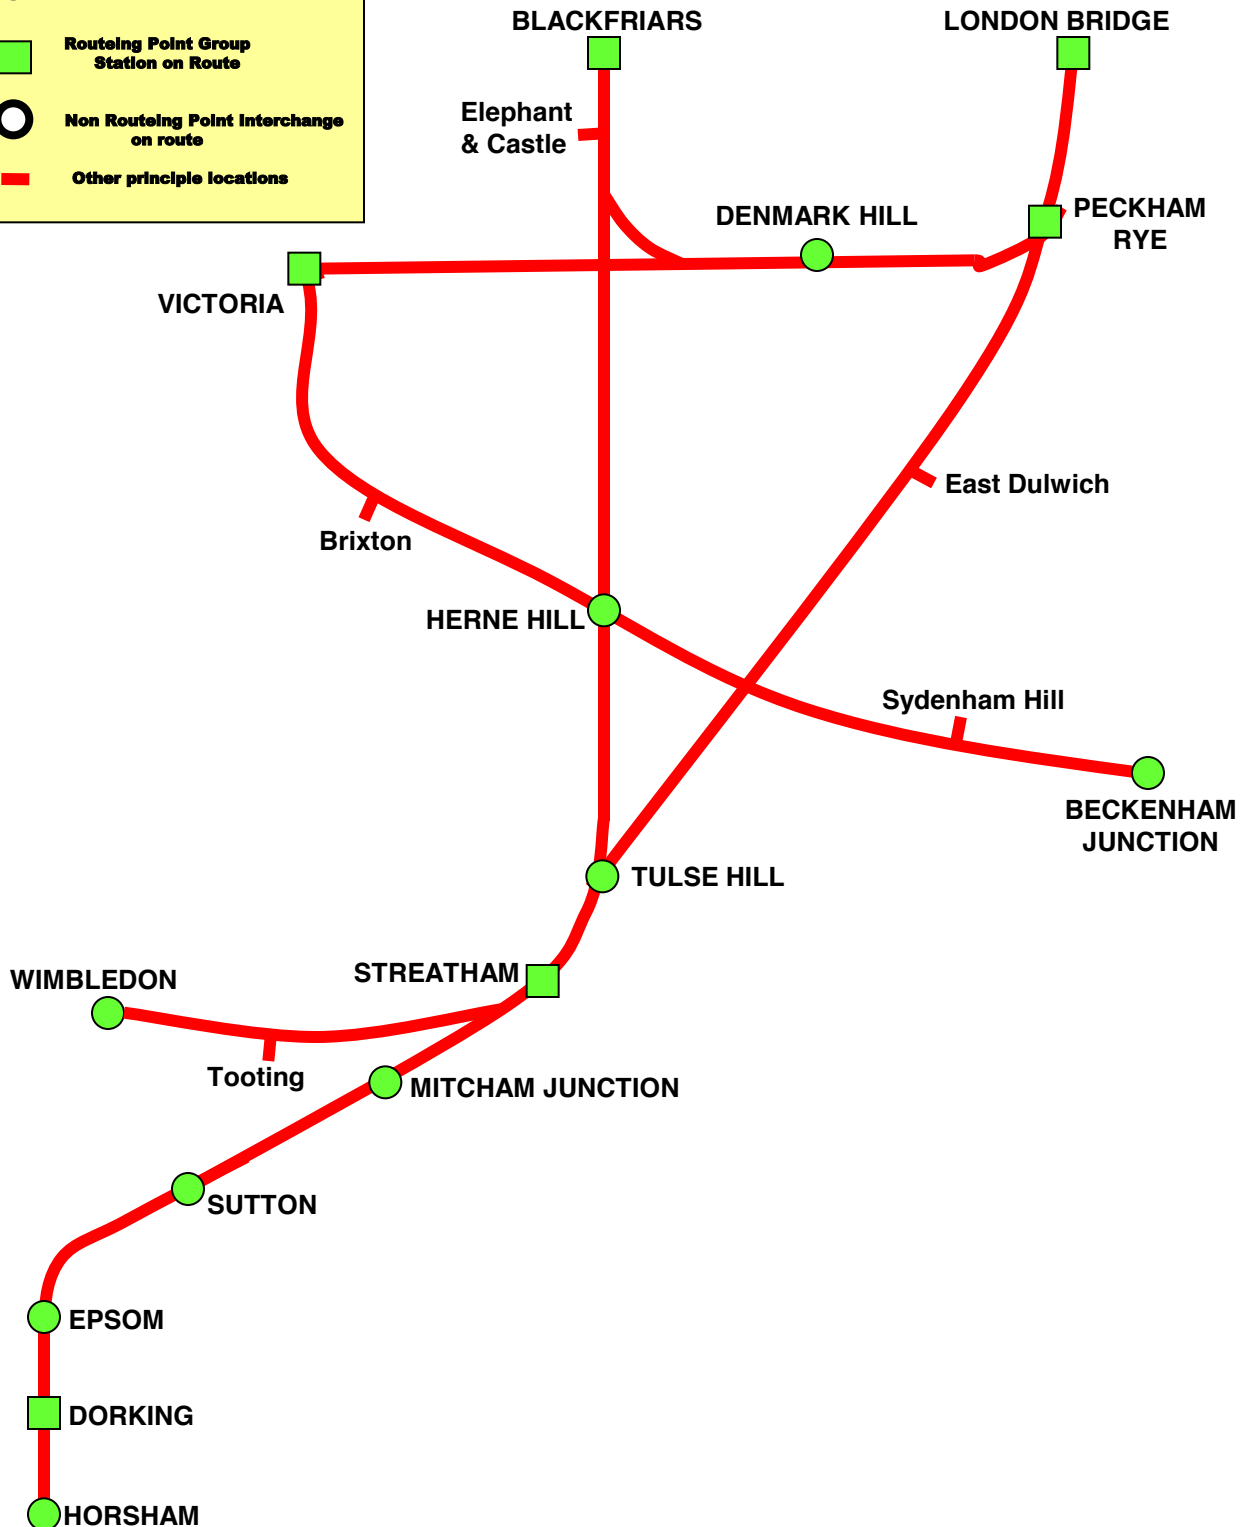 Routeing Point Group
Station on Route
Non Routeing Point Interchange
on route
Other principle locations
BLACKFRIARS
LONDON BRIDGE
Elephant
& Castle
DENMARK HILL
PECKHAM
RYE
VICTORIA
East Dulwich
Brixton
HERNE HILL
Sydenham Hill
BECKENHAM
JUNCTION
TULSE HILL
STREATHAM
WIMBLEDON
Tooting
MITCHAM JUNCTION
SUTTON
EPSOM
DORKING
HORSHAM